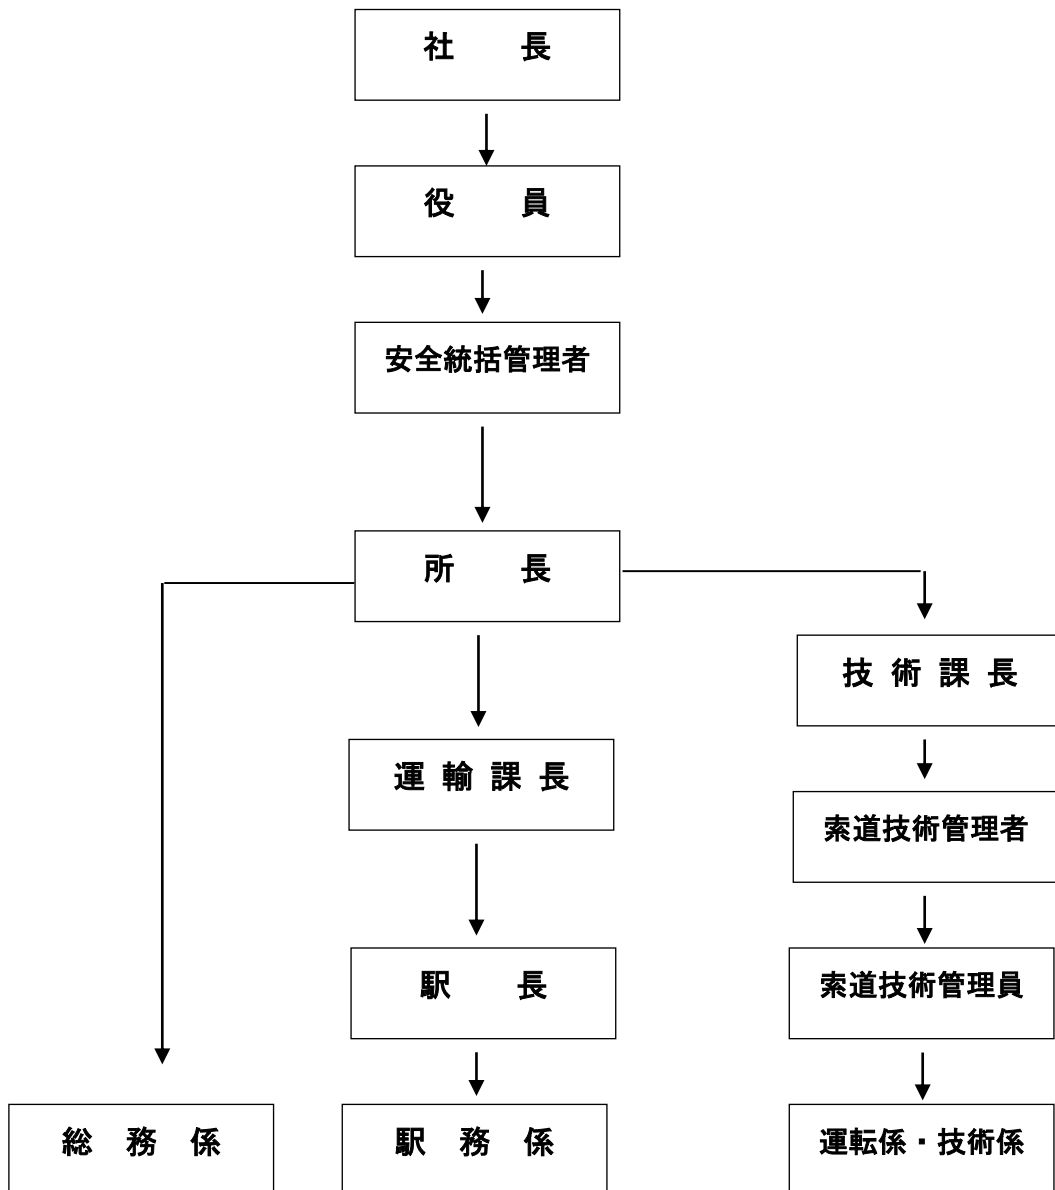 社　　長
役　　員
安全統括管理者
所　　長
技 術 課 長
運 輸 課 長
索道技術管理者
駅　　長
索道技術管理員
総　務　係
駅　務　係
運転係・技術係